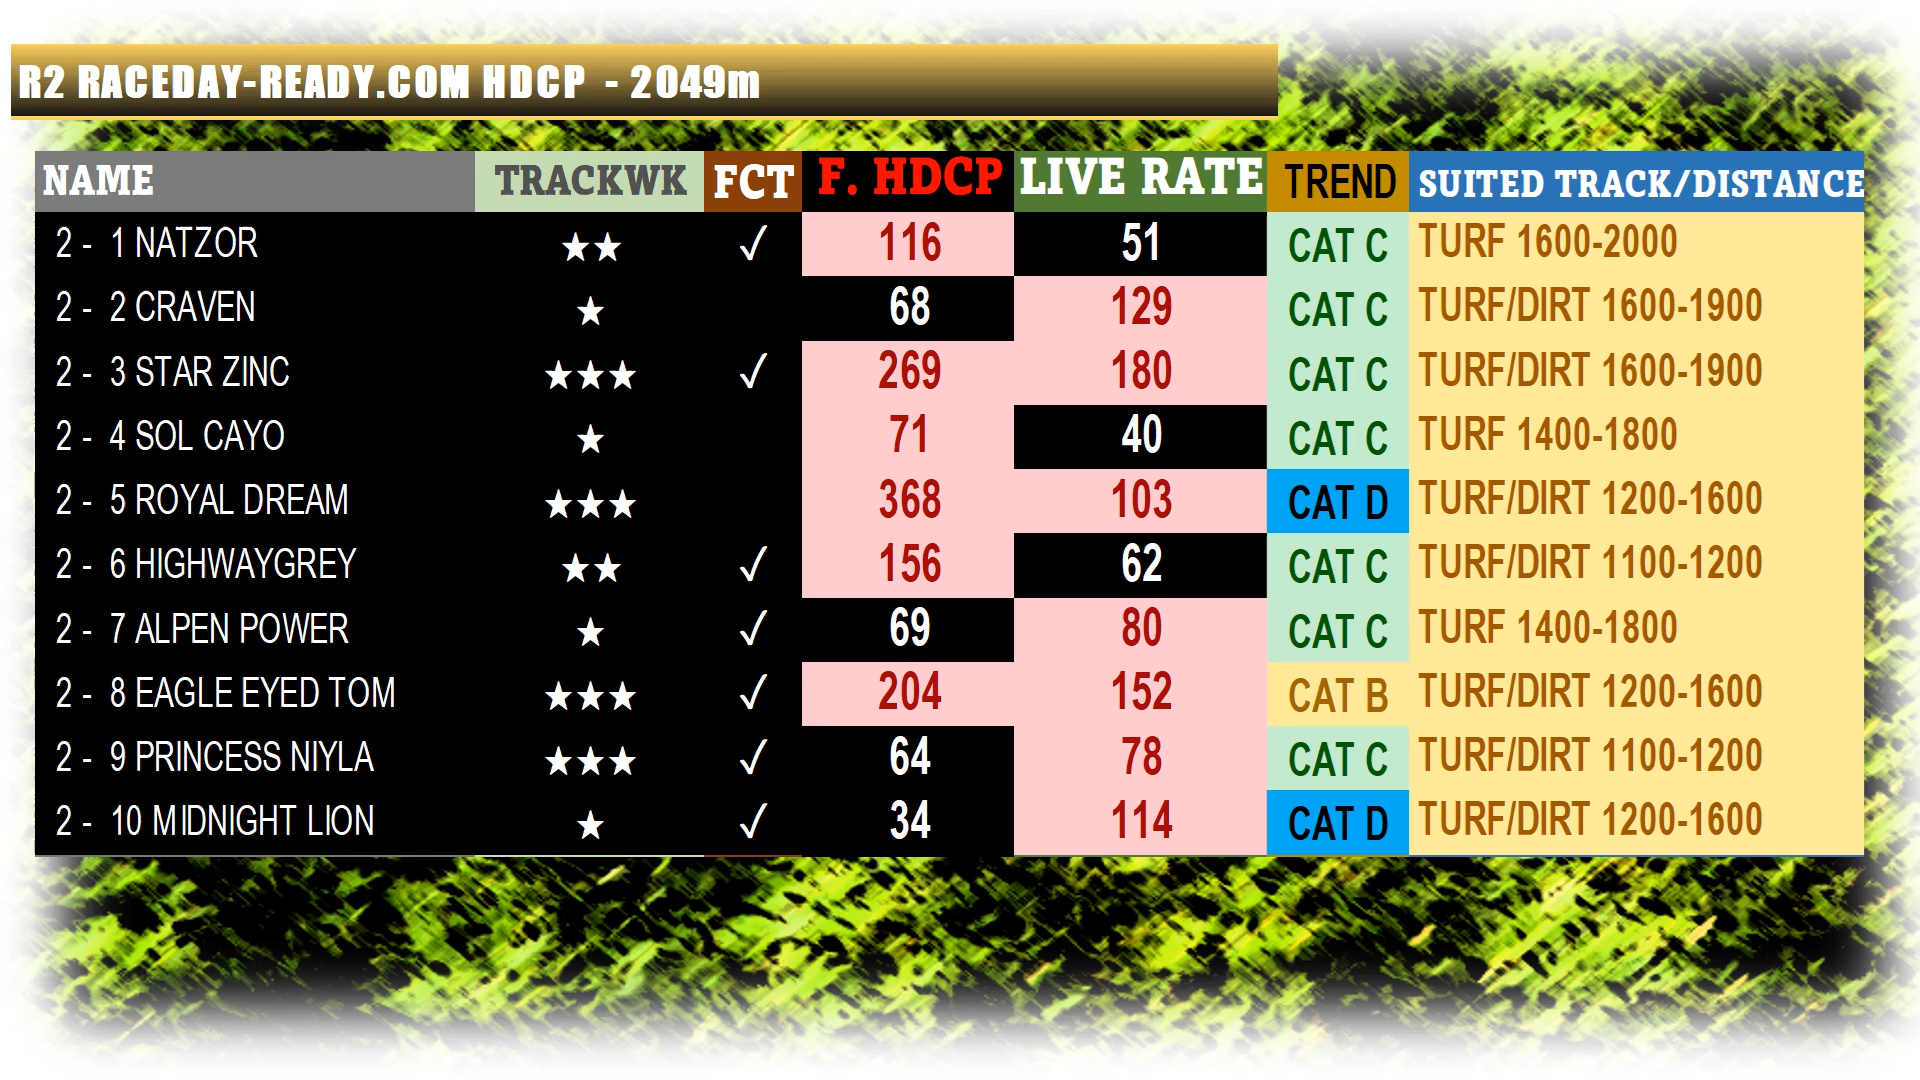 R2 RACEDAY-READY.COM HDCP - 2049m
NAME TRACKWK FCT F. HDCP LIVE RATE TREND SUITED TRACK/DISTANCE
2 - 1 NATZOR ★★ ✓ 116 51 CAT C TURF 1600-2000
2 - 2 CRAVEN ★ 68 129 CAT C TURF/DIRT 1600-1900
2 - 3 STAR ZINC ★★★ ✓ 269 180 CAT C TURF/DIRT 1600-1900
2 - 4 SOL CAYO ★ 71 40 CAT C TURF 1400-1800
2 - 5 ROYAL DREAM ★★★ 368 103 CAT D TURF/DIRT 1200-1600
2 - 6 HIGHWAYGREY ★★ ✓ 156 62 CAT C TURF/DIRT 1100-1200
2 - 7 ALPEN POWER ★ ✓ 69 80 CAT C TURF 1400-1800
2 - 8 EAGLE EYED TOM ★★★ ✓ 204 152 CAT B TURF/DIRT 1200-1600
2 - 9 PRINCESS NIYLA ★★★ ✓ 64 78 CAT C TURF/DIRT 1100-1200
2 - 10 MIDNIGHT LION ★ ✓ 34 114 CAT D TURF/DIRT 1200-1600